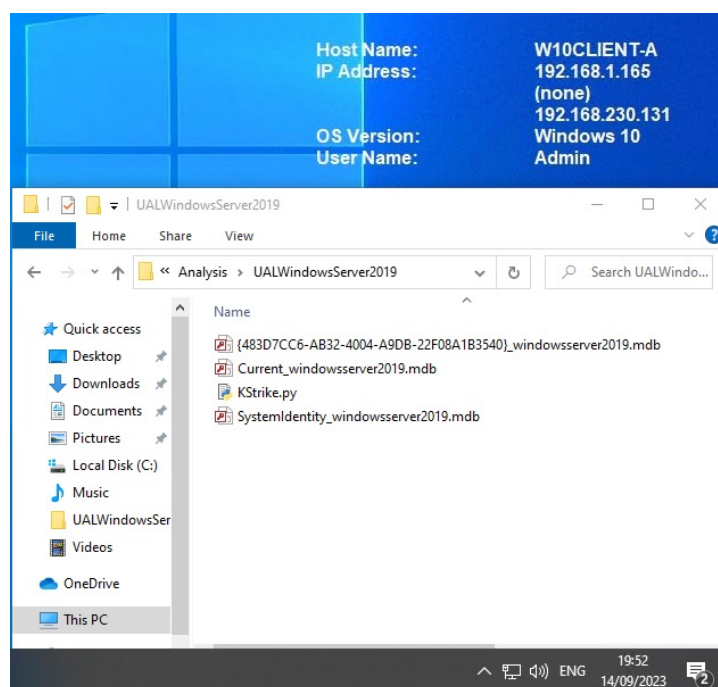 Host Name: W10CLIENT-A
IP Address: 192.168.1.165
(none)
192.168.230.131
OS Version: Windows 10
User Name: Admin
UALWindowsServer2019
File Home Share View
« Analysis › UALWindowsServer2019 Search UALWindo...
Name
Quick access
Desktop
Downloads
Documents
Pictures
Local Disk (C:)
Music
UALWindowsSer
Videos
OneDrive
This PC
{483D7CC6-AB32-4004-A9DB-22F08A1B3540}_windowsserver2019.mdb
Current_windowsserver2019.mdb
KStrike.py
SystemIdentity_windowsserver2019.mdb
ENG 19:52
14/09/2023 2